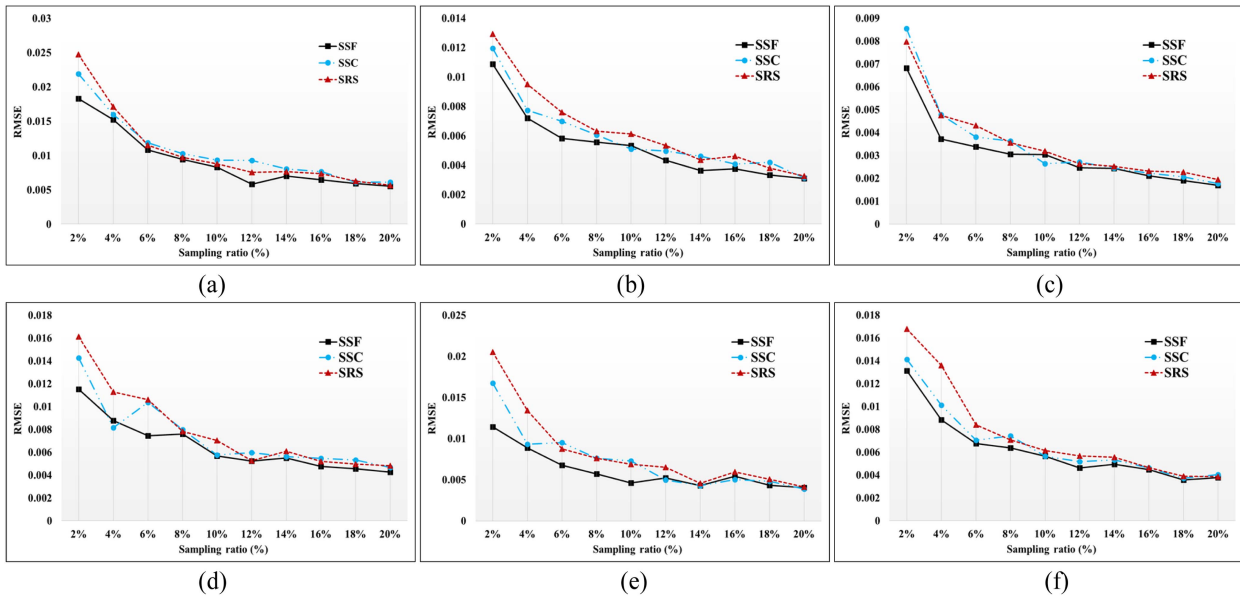 0.03
0.025
0.02
0.015
0.01
0.005
0
RMSE
SSF
SSC
SRS
2% 4% 6% 8% 10% 12% 14% 16% 18% 20%
Sampling ratio (%)
(a)
0.014
0.012
0.01
0.008
0.006
0.004
0.002
0
RMSE
SSF
SSC
SRS
2% 4% 6% 8% 10% 12% 14% 16% 18% 20%
Sampling ratio (%)
(b)
0.009
0.008
0.007
0.006
0.005
0.004
0.003
0.002
0.001
0
RMSE
SSF
SSC
SRS
2% 4% 6% 8% 10% 12% 14% 16% 18% 20%
Sampling ratio (%)
(c)
0.018
0.016
0.014
0.012
0.01
0.008
0.006
0.004
0.002
0
RMSE
SSF
SSC
SRS
2% 4% 6% 8% 10% 12% 14% 16% 18% 20%
Sampling ratio (%)
(d)
0.025
0.02
0.015
0.01
0.005
0
RMSE
SSF
SSC
SRS
2% 4% 6% 8% 10% 12% 14% 16% 18% 20%
Sampling ratio (%)
(e)
0.018
0.016
0.014
0.012
0.01
0.008
0.006
0.004
0.002
0
RMSE
SSF
SSC
SRS
2% 4% 6% 8% 10% 12% 14% 16% 18% 20%
Sampling ratio (%)
(f)